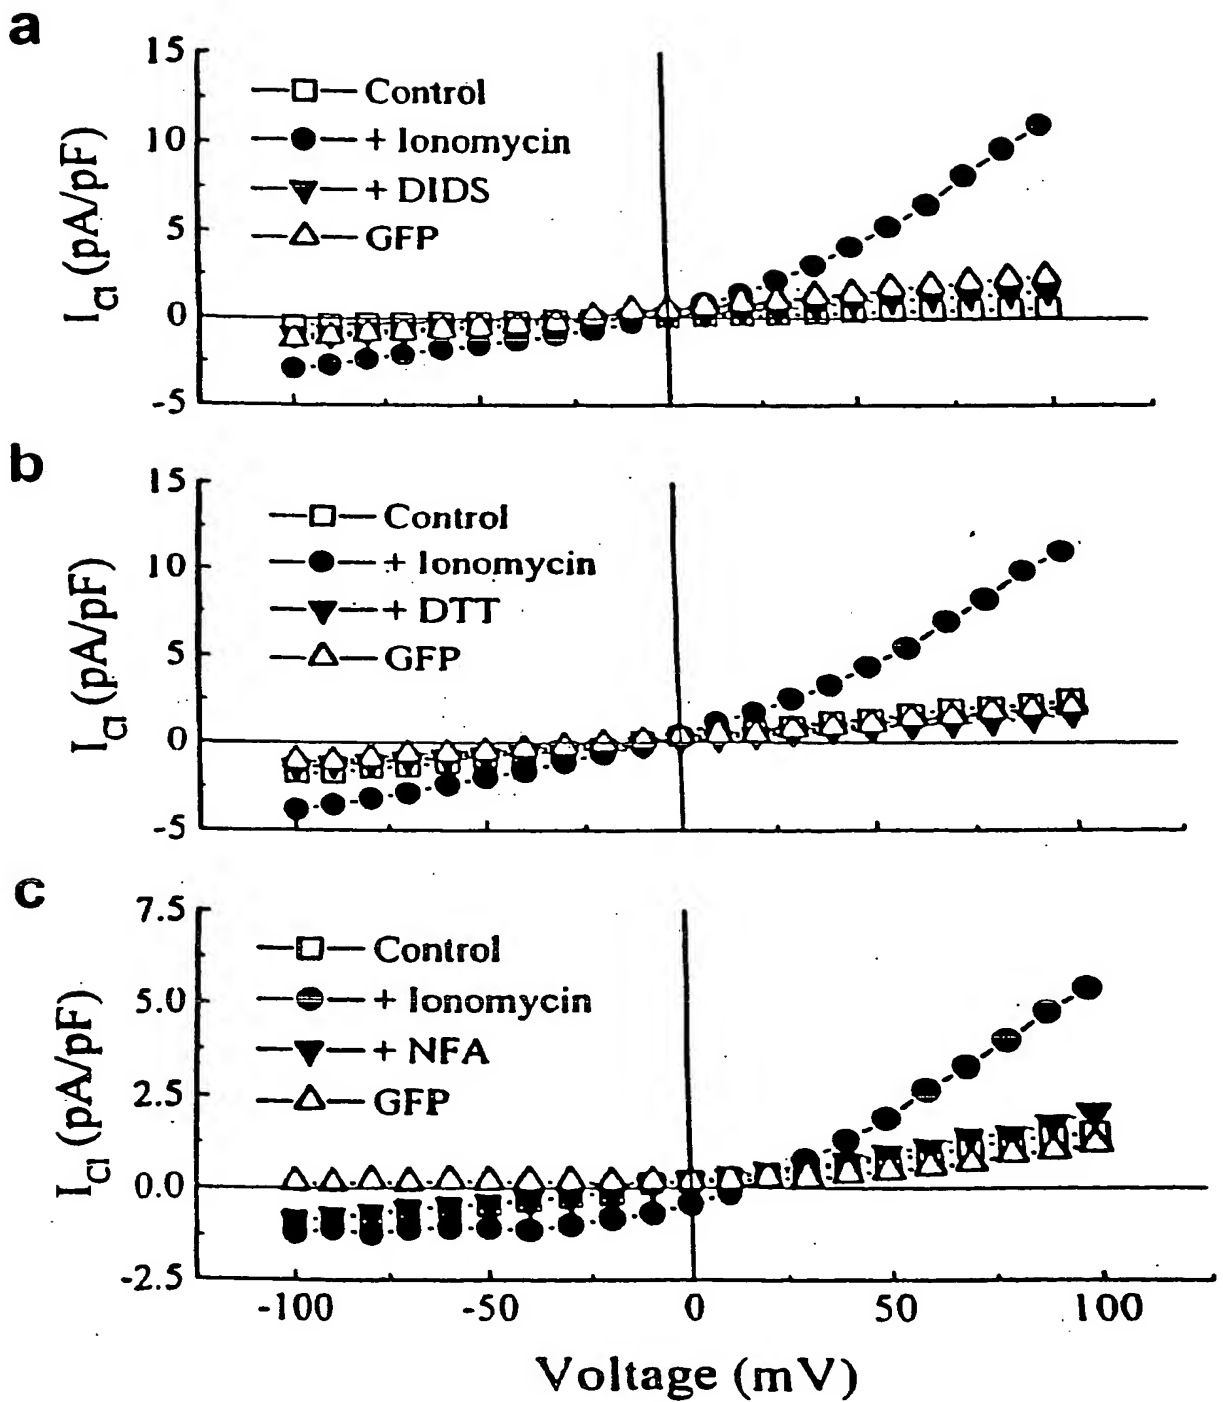 a
15
10
5
0
-5
I_Cl (pA/pF)
Control
+ Ionomycin
+ DIDS
GFP
b
15
10
5
0
-5
I_Cl (pA/pF)
Control
+ Ionomycin
+ DTT
GFP
c
7.5
5.0
2.5
0.0
-2.5
I_Cl (pA/pF)
Control
+ Ionomycin
+ NFA
GFP
-100 -50 0 50 100
Voltage (mV)